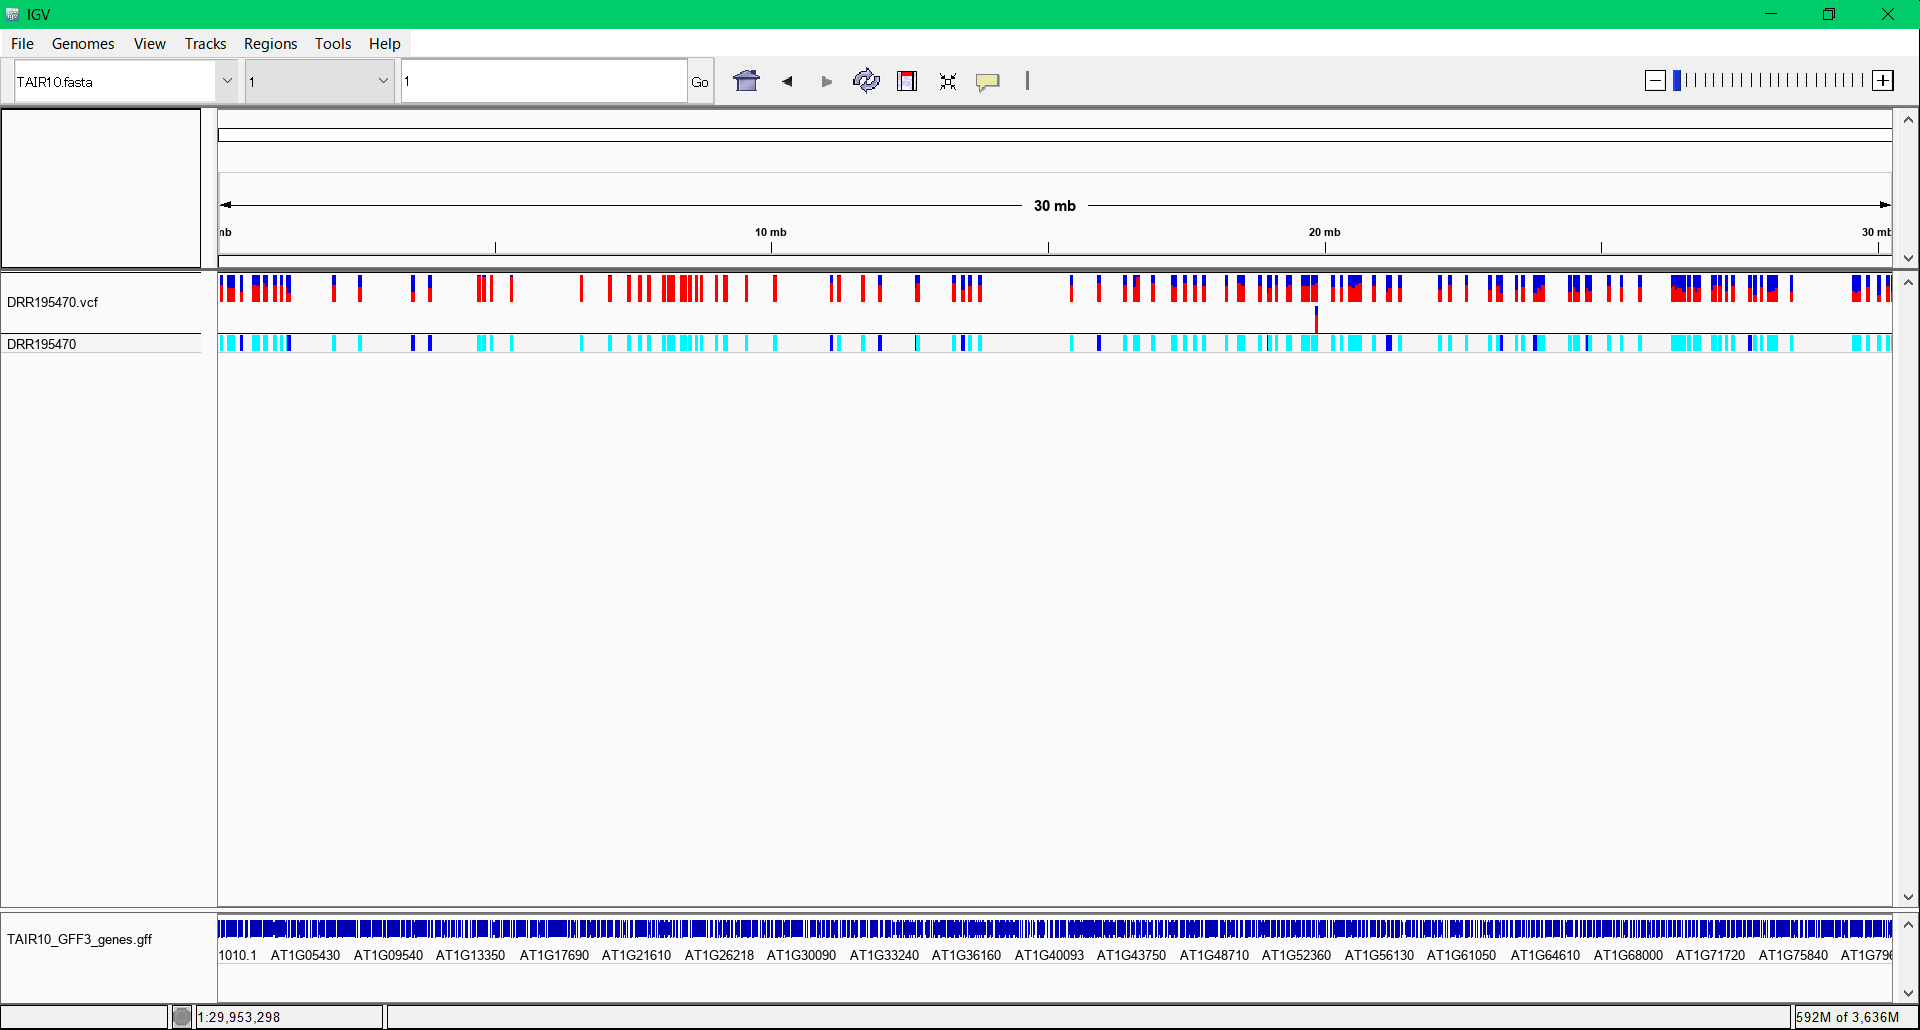 IGV
File Genomes View Tracks Regions Tools Help
TAIR10.fasta 1 1 Go
30 mb
mb 10 mb 20 mb 30 mb
DRR195470.vcf
DRR195470
TAIR10_GFF3_genes.gff
1010.1 AT1G05430 AT1G09540 AT1G13350 AT1G17690 AT1G21610 AT1G26218 AT1G30090 AT1G33240 AT1G36160 AT1G40093 AT1G43750 AT1G48710 AT1G52360 AT1G56130 AT1G61050 AT1G64610 AT1G68000 AT1G71720 AT1G75840 AT1G796
1:29,953,298 592M of 3,636M